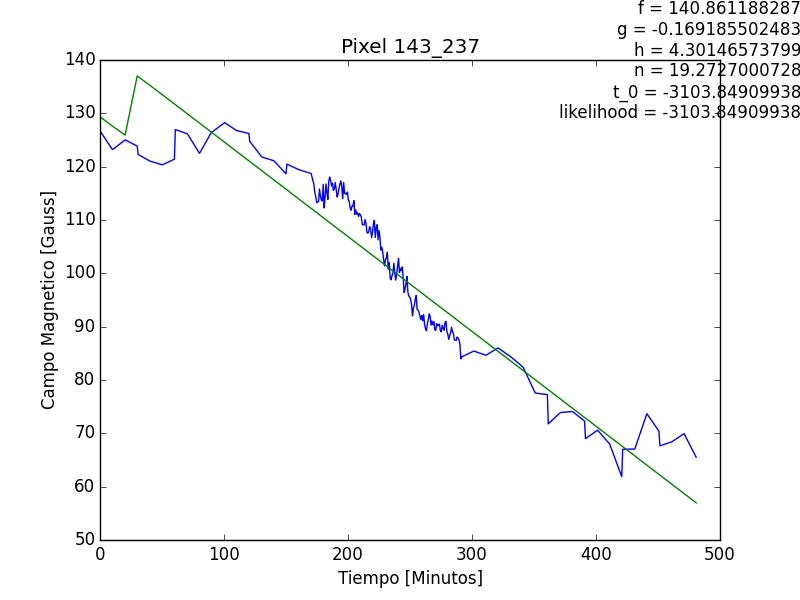 f = 140.861188287
g = -0.169185502483
Pixel 143_237
h = 4.30146573799
n = 19.2727000728
t_0 = -3103.84909938
likelihood = -3103.84909938
140
130
120
110
100
90
80
70
60
50
Campo Magnetico [Gauss]
0 100 200 300 400 500
Tiempo [Minutos]